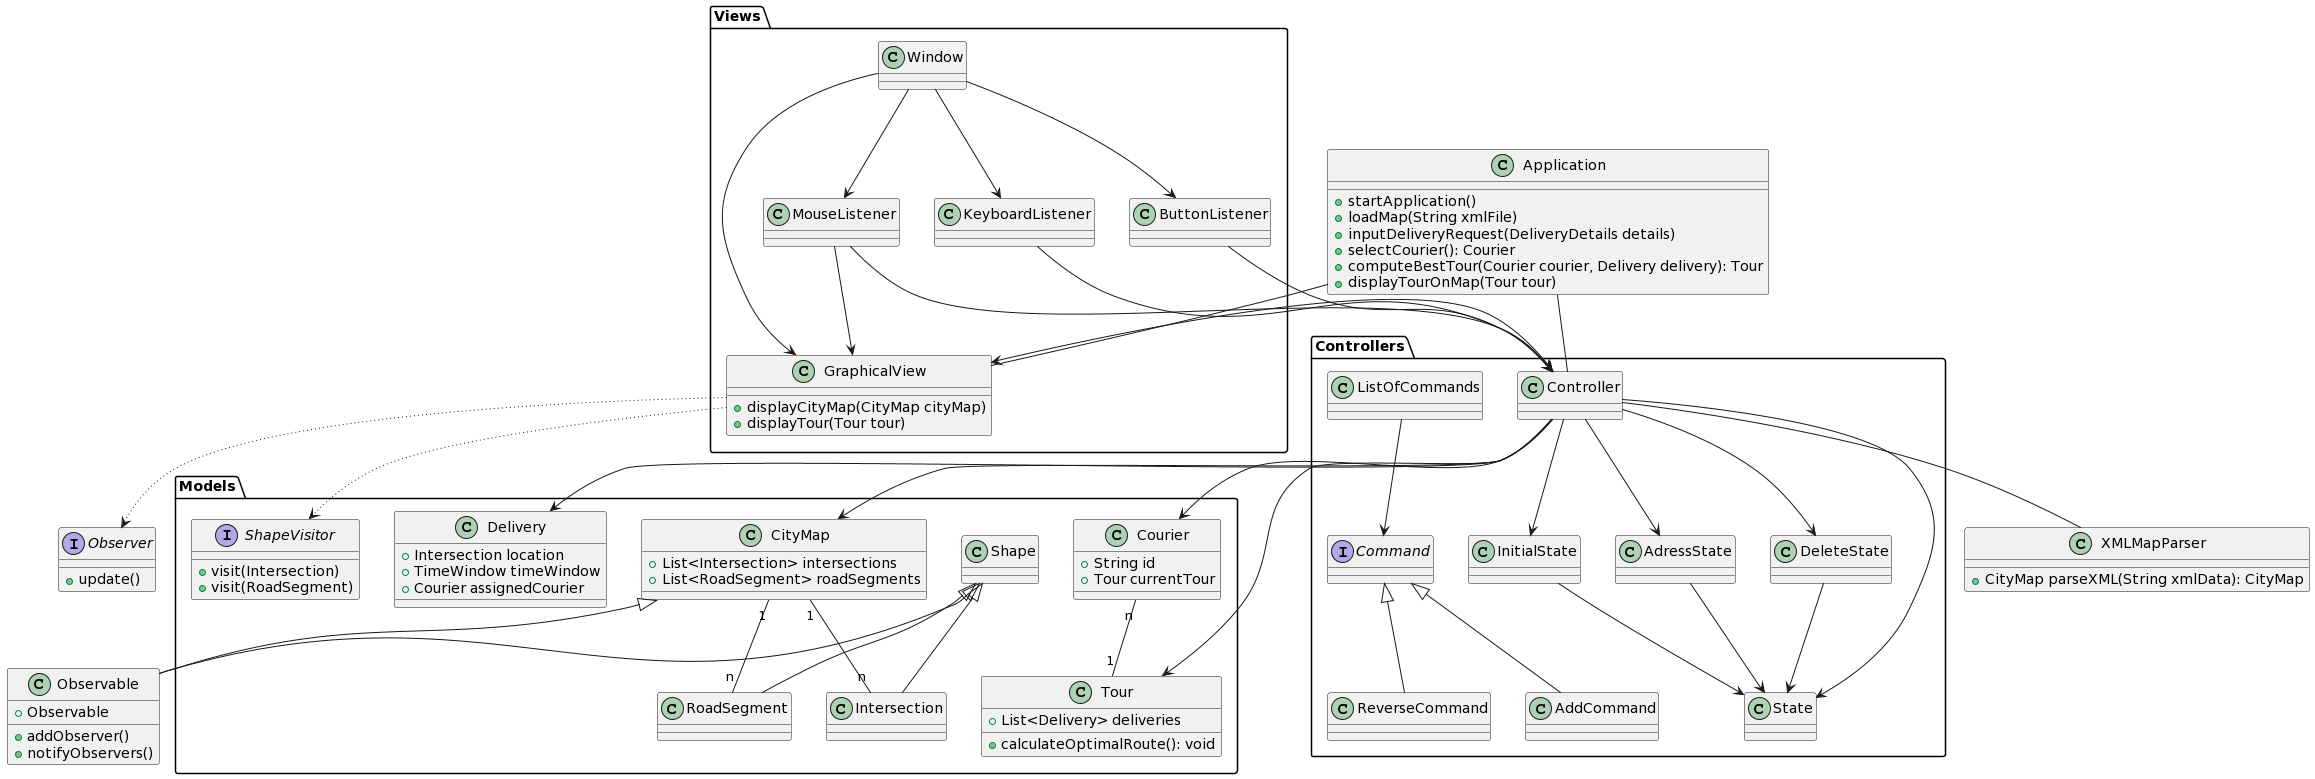 Views
C Window
C MouseListener
C KeyboardListener
C ButtonListener
C GraphicalView
displayCityMap(CityMap cityMap)
displayTour(Tour tour)
C Application
startApplication()
loadMap(String xmlFile)
inputDeliveryRequest(DeliveryDetails details)
selectCourier(): Courier
computeBestTour(Courier courier, Delivery delivery): Tour
displayTourOnMap(Tour tour)
Controllers
C ListOfCommands
C Controller
I Command
C InitialState
C AdressState
C DeleteState
C ReverseCommand
C AddCommand
C State
C XMLMapParser
CityMap parseXML(String xmlData): CityMap
I Observer
update()
Models
I ShapeVisitor
visit(Intersection)
visit(RoadSegment)
C Delivery
Intersection location
TimeWindow timeWindow
Courier assignedCourier
C CityMap
List<Intersection> intersections
List<RoadSegment> roadSegments
C Shape
C Courier
String id
Tour currentTour
1
1
n
n
n
1
C RoadSegment
C Intersection
C Tour
List<Delivery> deliveries
calculateOptimalRoute(): void
C Observable
Observable
addObserver()
notifyObservers()